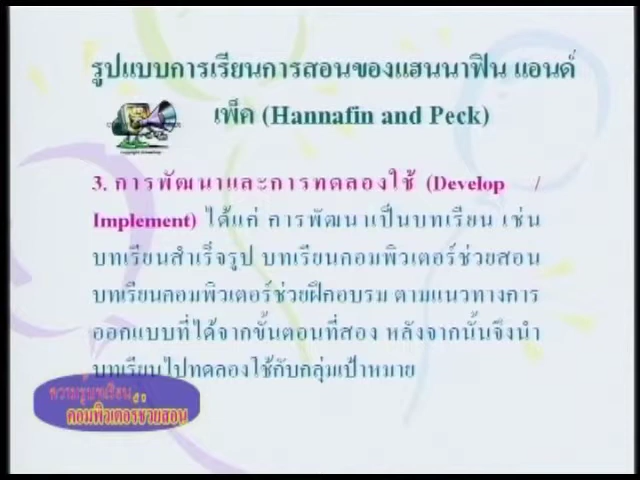 รูปแบบการเรียนการสอนของแฮนนาฟิน แอนด์
เพ็ค (Hannafin and Peck)
3. การพัฒนาและการทดลองใช้ (Develop /
Implement) ได้แก่ การพัฒนาเป็นบทเรียน เช่น
บทเรียนสำเร็จรูป บทเรียนคอมพิวเตอร์ช่วยสอน
บทเรียนคอมพิวเตอร์ช่วยฝึกอบรม ตามแนวทางการ
ออกแบบที่ได้จากขั้นตอนที่สอง หลังจากนั้นจึงนำ
บทเรียนไปทดลองใช้กับกลุ่มเป้าหมาย
ความรู้บทเรียน
คอมพิวเตอร์ช่วยสอน